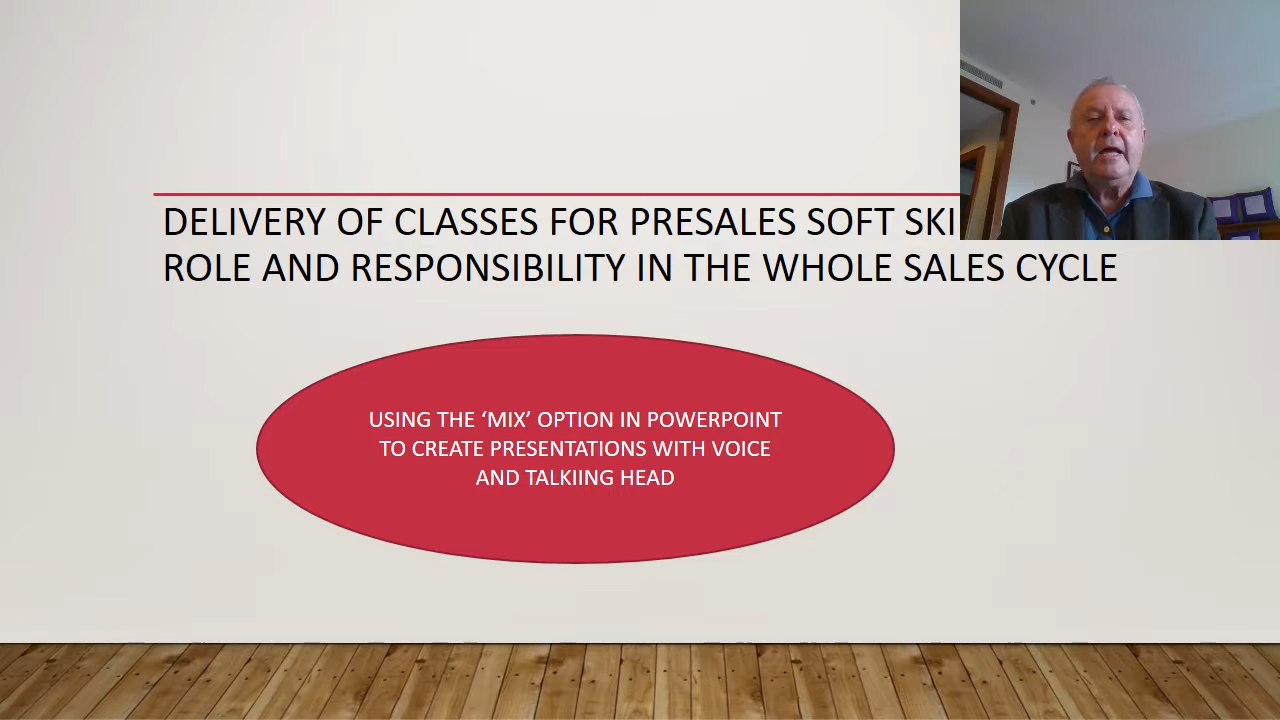 DELIVERY OF CLASSES FOR PRESALES SOFT
ROLE AND RESPONSIBILITY IN THE WHOLE SALES CYCLE
USING THE ‘MIX’ OPTION IN POWERPOINT
TO CREATE PRESENTATIONS WITH VOICE
AND TALKIING HEAD